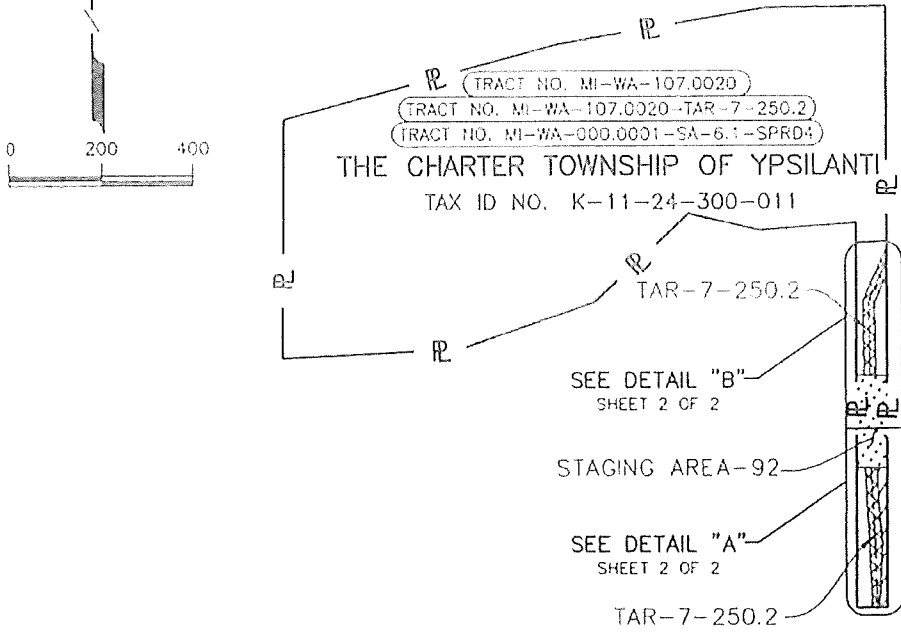 0 200 400
TRACT NO. MI-WA-107.0020
TRACT NO. MI-WA-107.0020-TAR-7-250.2
TRACT NO. MI-WA-000.0001-SA-6.1-SPRD4
THE CHARTER TOWNSHIP OF YPSILANTI
TAX ID NO. K-11-24-300-011
PL
PL
PL
PL
PL
PL
TAR-7-250.2
SEE DETAIL "B"
SHEET 2 OF 2
PL PL
STAGING AREA-92
SEE DETAIL "A"
SHEET 2 OF 2
TAR-7-250.2